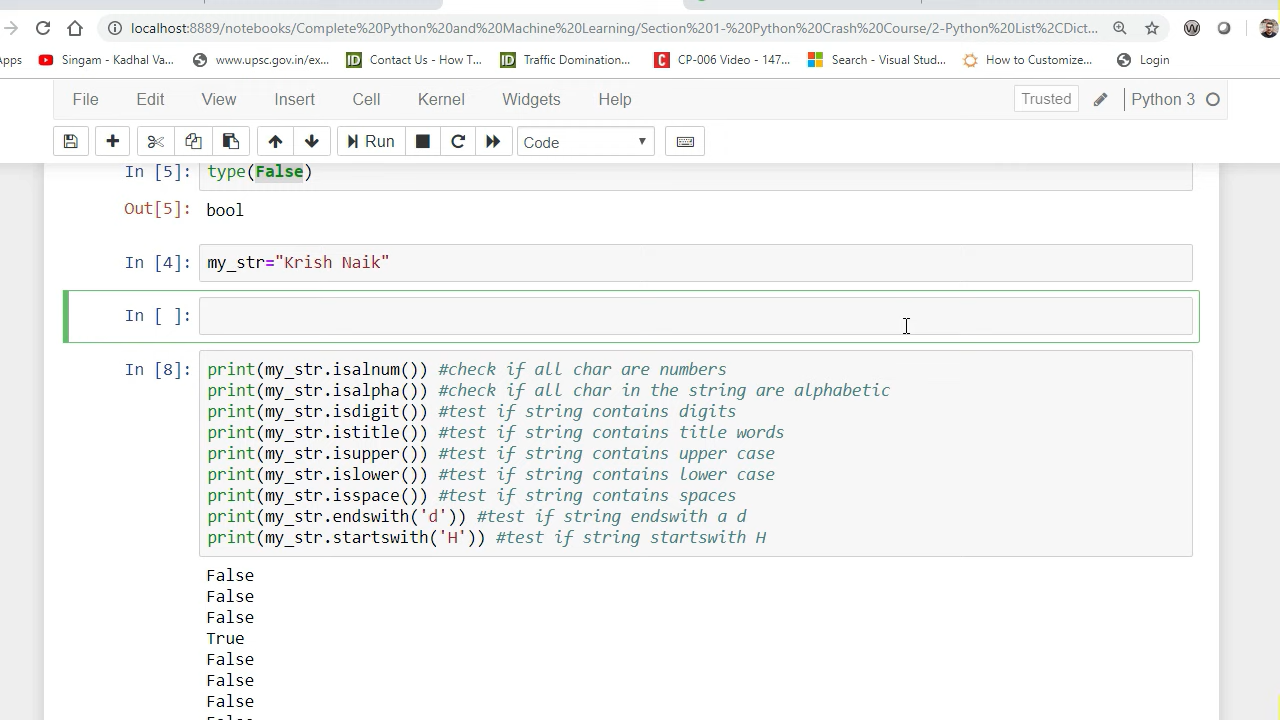 localhost:8889/notebooks/Complete%20Python%20and%20Machine%20Learning/Section%201-%20Python%20Crash%20Course/2-Python%20List%2CDict...
Apps Singam - Kadhal Va... www.upsc.gov.in/ex... Contact Us - How T... Traffic Domination... CP-006 Video - 147... Search - Visual Stud... How to Customize... Login
File Edit View Insert Cell Kernel Widgets Help Trusted Python 3
Run Code
In [5]: type(False)
Out[5]: bool
In [4]: my_str="Krish Naik"
In [ ]:
In [8]: print(my_str.isalnum()) #check if all char are numbers
print(my_str.isalpha()) #check if all char in the string are alphabetic
print(my_str.isdigit()) #test if string contains digits
print(my_str.istitle()) #test if string contains title words
print(my_str.isupper()) #test if string contains upper case
print(my_str.islower()) #test if string contains lower case
print(my_str.isspace()) #test if string contains spaces
print(my_str.endswith('d')) #test if string endswith a d
print(my_str.startswith('H')) #test if string startswith H
False
False
False
True
False
False
False